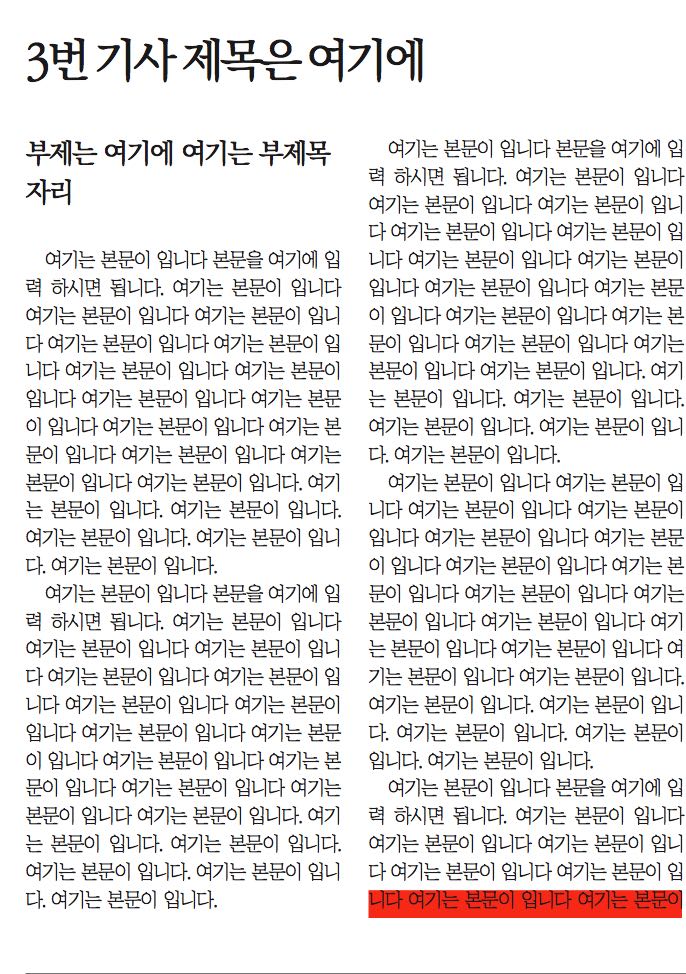 3번 기사 제목은 여기에
부제는 여기에 여기는 부제목
자리
여기는 본문이 입니다 본문을 여기에 입
력 하시면 됩니다. 여기는 본문이 입니다
여기는 본문이 입니다 여기는 본문이 입니
다 여기는 본문이 입니다 여기는 본문이 입
니다 여기는 본문이 입니다 여기는 본문이
입니다 여기는 본문이 입니다 여기는 본문
이 입니다 여기는 본문이 입니다 여기는 본
문이 입니다 여기는 본문이 입니다 여기는
본문이 입니다 여기는 본문이 입니다. 여기
는 본문이 입니다. 여기는 본문이 입니다.
여기는 본문이 입니다. 여기는 본문이 입니
다. 여기는 본문이 입니다.
여기는 본문이 입니다 본문을 여기에 입
력 하시면 됩니다. 여기는 본문이 입니다
여기는 본문이 입니다 여기는 본문이 입니
다 여기는 본문이 입니다 여기는 본문이 입
니다 여기는 본문이 입니다 여기는 본문이
입니다 여기는 본문이 입니다 여기는 본문
이 입니다 여기는 본문이 입니다 여기는 본
문이 입니다 여기는 본문이 입니다 여기는
본문이 입니다 여기는 본문이 입니다. 여기
는 본문이 입니다. 여기는 본문이 입니다.
여기는 본문이 입니다. 여기는 본문이 입니
다. 여기는 본문이 입니다.
여기는 본문이 입니다 본문을 여기에 입
력 하시면 됩니다. 여기는 본문이 입니다
여기는 본문이 입니다 여기는 본문이 입니
다 여기는 본문이 입니다 여기는 본문이 입
니다 여기는 본문이 입니다 여기는 본문이
입니다 여기는 본문이 입니다 여기는 본문
이 입니다 여기는 본문이 입니다 여기는 본
문이 입니다 여기는 본문이 입니다 여기는
본문이 입니다 여기는 본문이 입니다. 여기
는 본문이 입니다. 여기는 본문이 입니다.
여기는 본문이 입니다. 여기는 본문이 입니
다. 여기는 본문이 입니다.
여기는 본문이 입니다 여기는 본문이 입
니다 여기는 본문이 입니다 여기는 본문이
입니다 여기는 본문이 입니다 여기는 본문
이 입니다 여기는 본문이 입니다 여기는 본
문이 입니다 여기는 본문이 입니다 여기는
본문이 입니다 여기는 본문이 입니다 여기
는 본문이 입니다 여기는 본문이 입니다 여
기는 본문이 입니다 여기는 본문이 입니다.
여기는 본문이 입니다. 여기는 본문이 입니
다. 여기는 본문이 입니다. 여기는 본문이
입니다. 여기는 본문이 입니다.
여기는 본문이 입니다 본문을 여기에 입
력 하시면 됩니다. 여기는 본문이 입니다
여기는 본문이 입니다 여기는 본문이 입니
다 여기는 본문이 입니다 여기는 본문이 입
니다 여기는 본문이 입니다 여기는 본문이